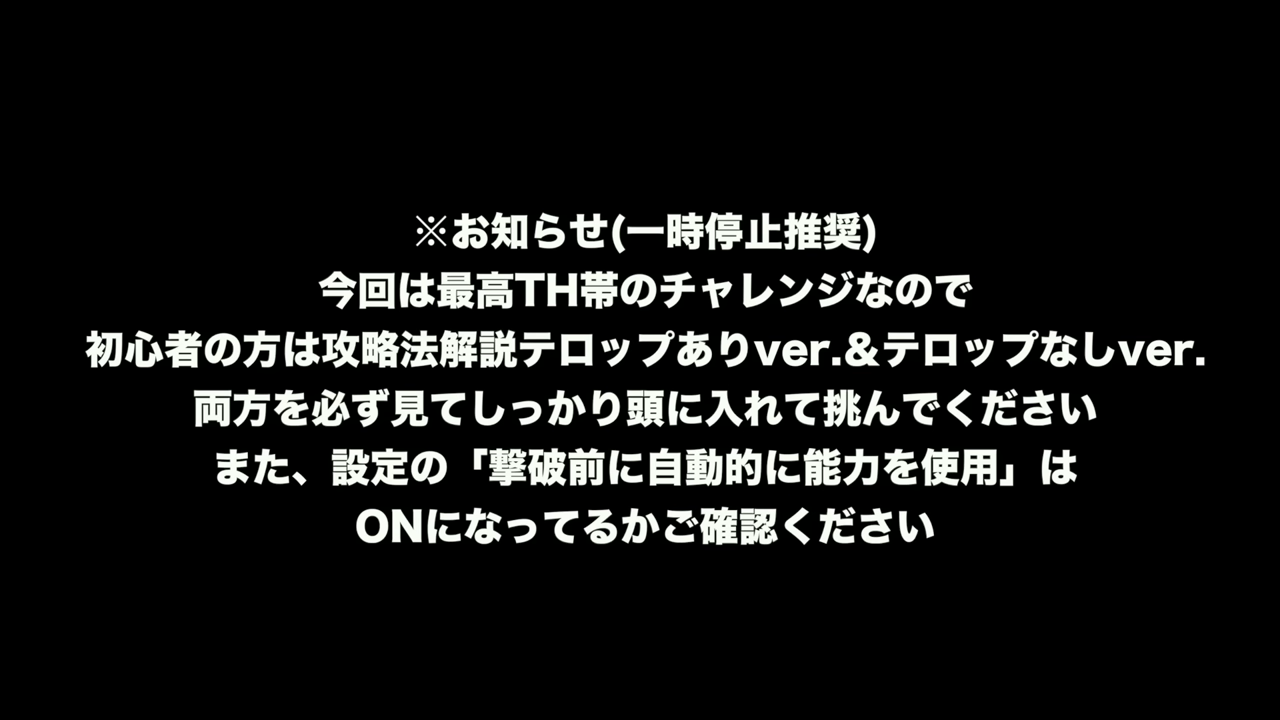 ※お知らせ(一時停止推奨)
今回は最高TH帯のチャレンジなので
初心者の方は攻略法解説テロップありver.&テロップなしver.
両方を必ず見てしっかり頭に入れて挑んでください
また、設定の「撃破前に自動的に能力を使用」は
ONになってるかご確認ください